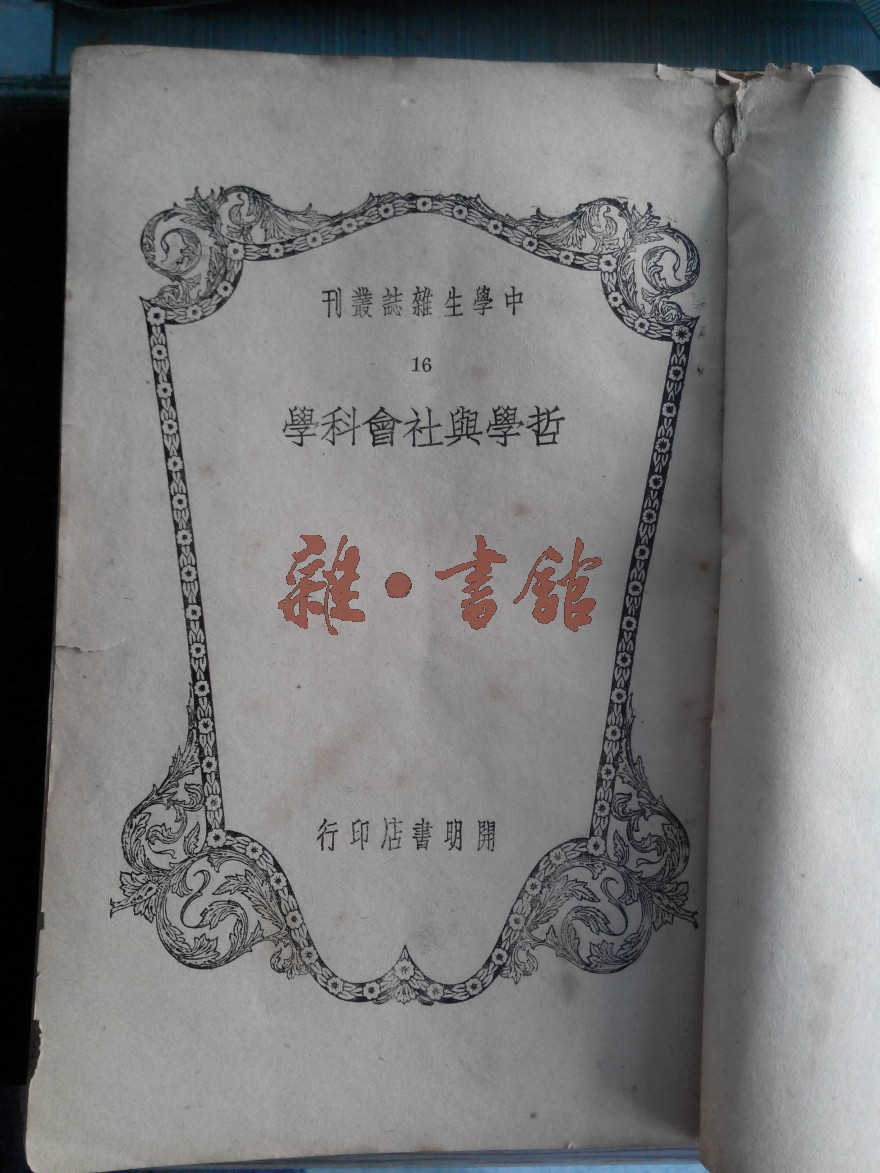 中學生雜誌叢刊
16
哲學與社會科學
雜·書館
開明書店印行